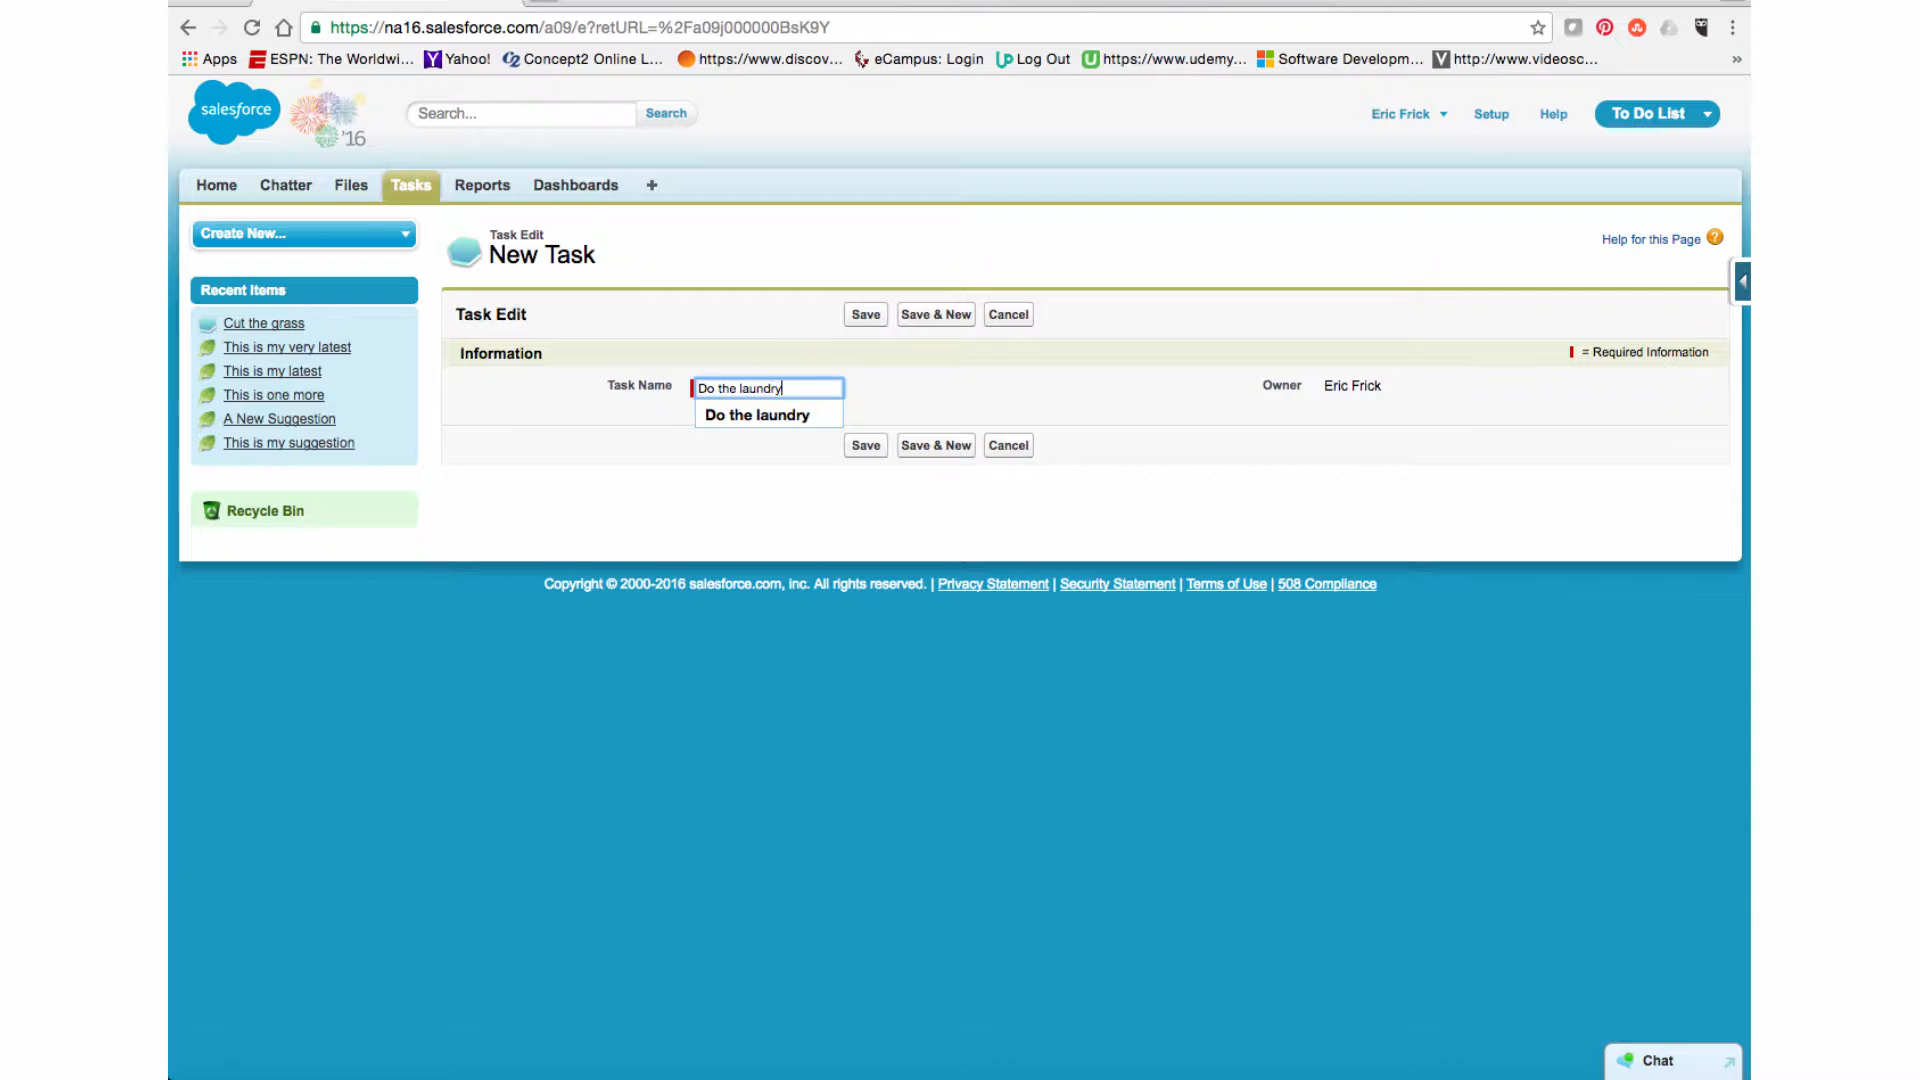 https://na16.salesforce.com/a09/e?retURL=%2Fa09j000000BsK9Y
Apps ESPN: The Worldwi... Yahoo! Concept2 Online L... https://www.discov... eCampus: Login Log Out https://www.udemy... Software Developm... http://www.videosc... »
salesforce '16 Search... Search Eric Frick Setup Help To Do List
Home Chatter Files Tasks Reports Dashboards +
Create New...
Task Edit
New Task
Help for this Page ?
Recent Items
Cut the grass
This is my very latest
This is my latest
This is one more
A New Suggestion
This is my suggestion
Recycle Bin
Task Edit Save Save & New Cancel
Information = Required Information
Task Name Do the laundry Owner Eric Frick
Do the laundry
Save Save & New Cancel
Copyright © 2000-2016 salesforce.com, inc. All rights reserved. | Privacy Statement | Security Statement | Terms of Use | 508 Compliance
Chat